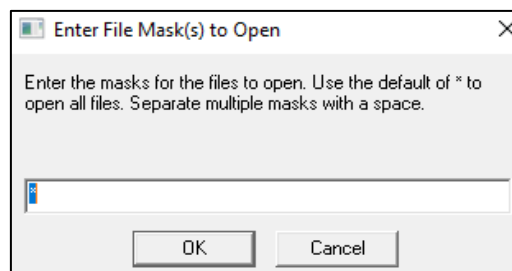 Enter File Mask(s) to Open
Enter the masks for the files to open. Use the default of * to
open all files. Separate multiple masks with a space.
*
OK Cancel